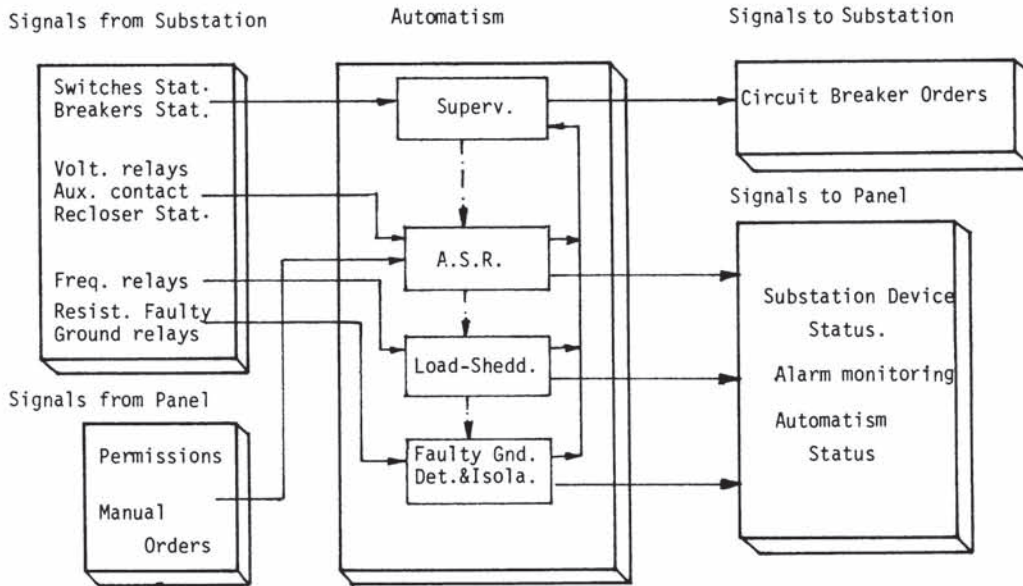 Signals from Substation
Switches Stat.
Breakers Stat.
Volt. relays
Aux. contact
Recloser Stat.
Freq. relays
Resist. Faulty
Ground relays
Signals from Panel
Permissions
Manual
Orders
Automatism
Superv.
A.S.R.
Load-Shedd.
Faulty Gnd.
Det.&Isola.
Signals to Substation
Circuit Breaker Orders
Signals to Panel
Substation Device
Status.
Alarm monitoring
Automatism
Status